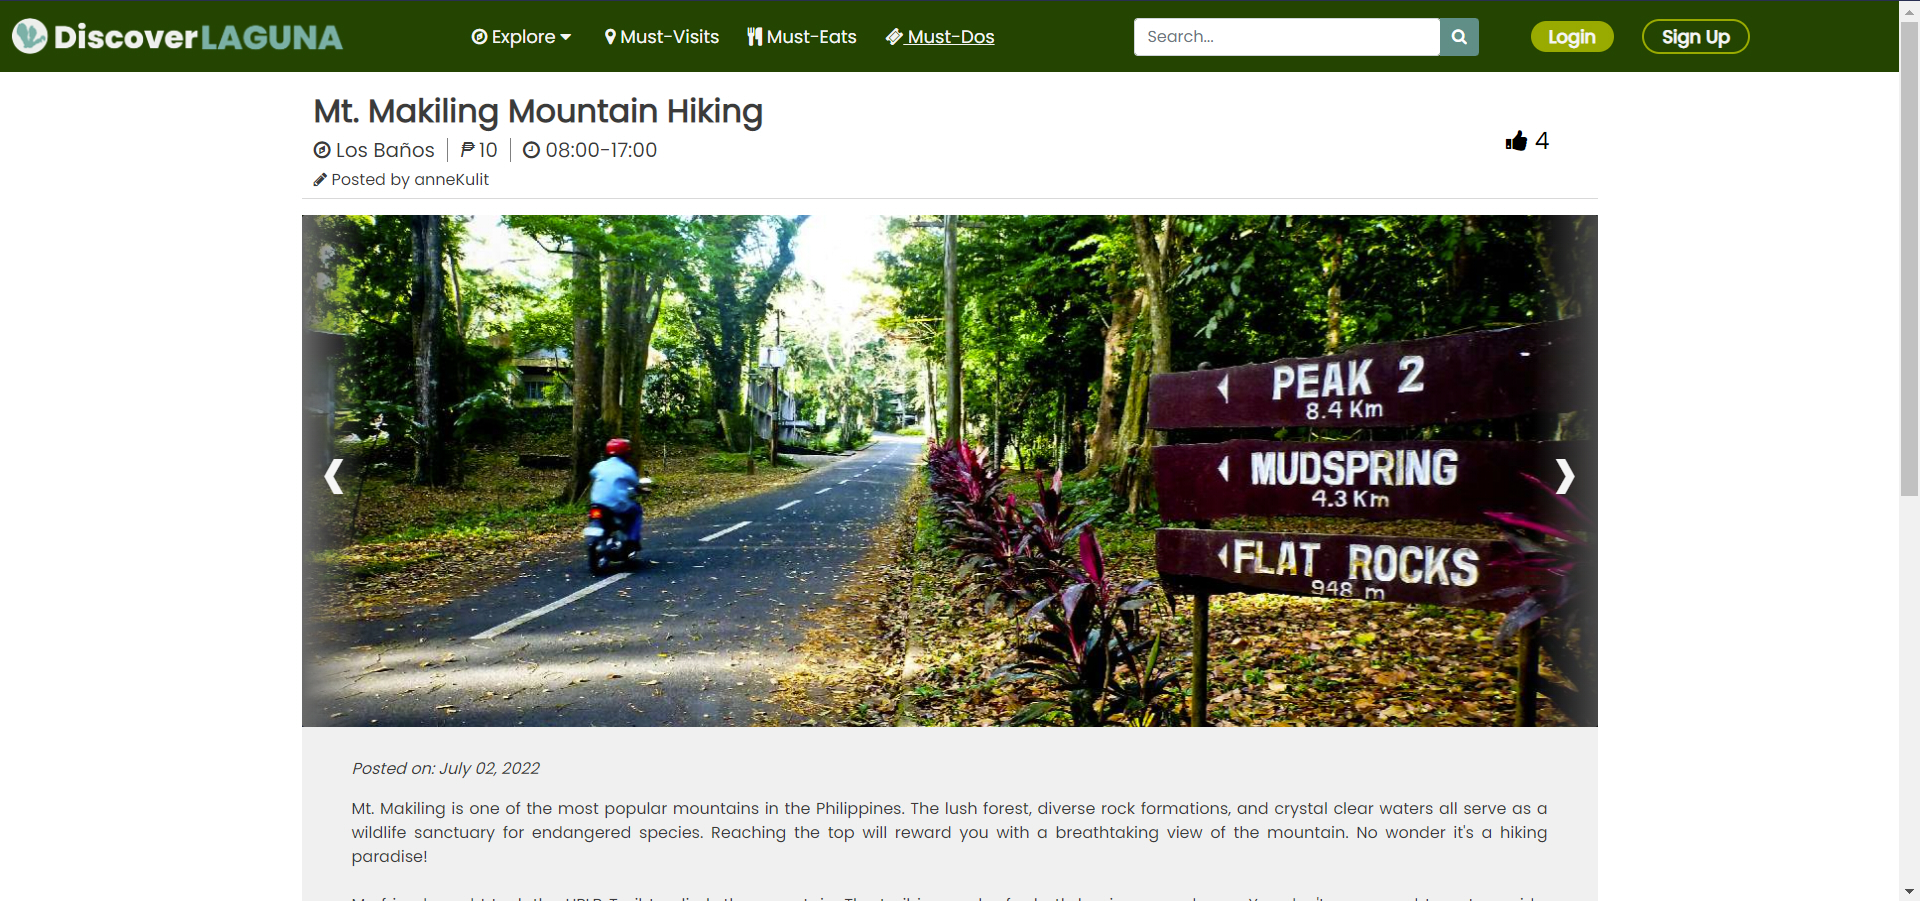 DiscoverLAGUNA
Explore
Must-Visits
Must-Eats
Must-Dos
Search...
Login
Sign Up
Mt. Makiling Mountain Hiking
4
Los Baños
₱ 10
08:00-17:00
Posted by anneKulit
PEAK 2
8.4 Km
MUDSPRING
4.3 Km
FLAT ROCKS
948 m
Posted on: July 02, 2022
Mt. Makiling is one of the most popular mountains in the Philippines. The lush forest, diverse rock formations, and crystal clear waters all serve as a
wildlife sanctuary for endangered species. Reaching the top will reward you with a breathtaking view of the mountain. No wonder it's a hiking
paradise!